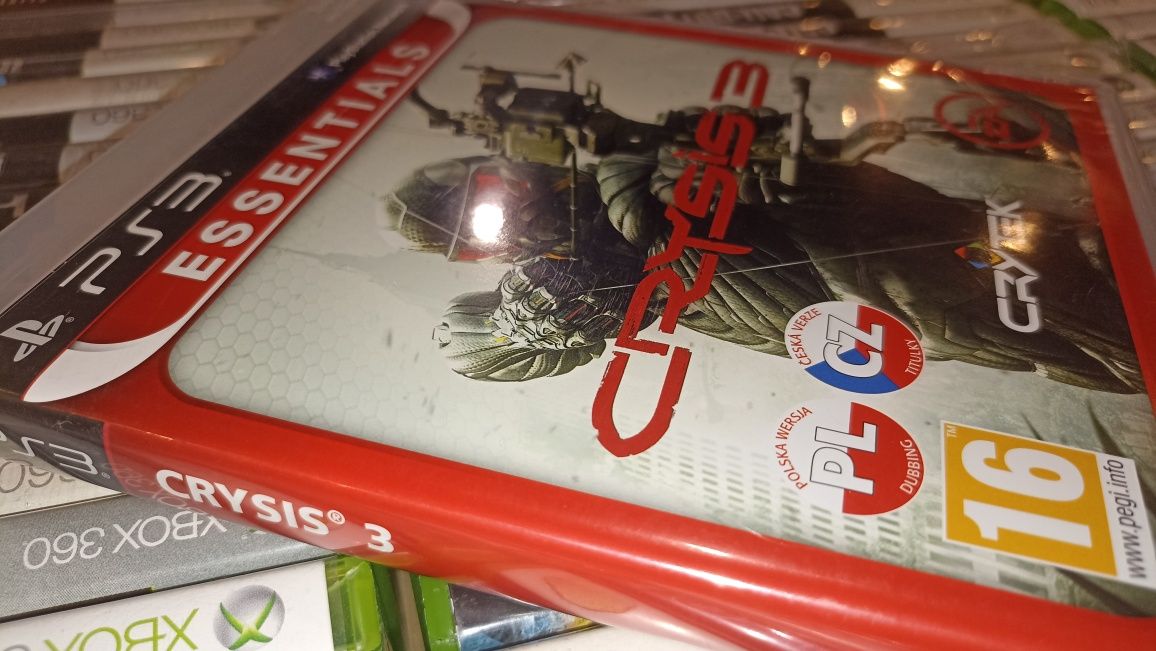 PS3
ESSENTIALS
CRYSIS 3
CRYTEK
ČESKÁ VERZE
CZ
TITULKY
POLSKA WERSJA
PL
DUBBING
16
www.pegi.info
PS3
CRYSIS® 3
XBOX 360
XBOX
360